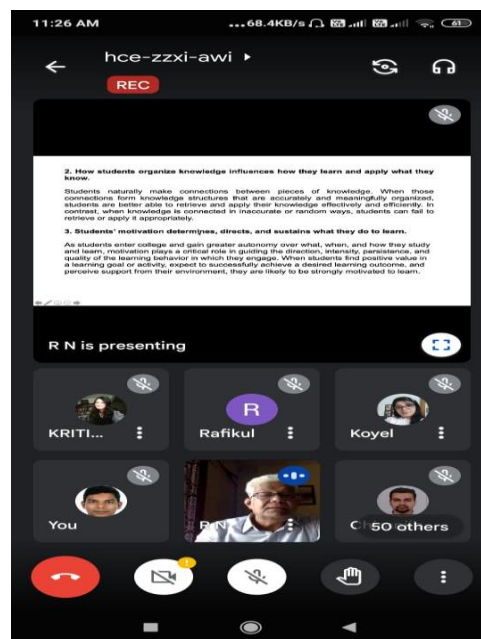 11:26 AM
...68.4KB/s
61
hce-zzxi-awi
REC
2. How students organize knowledge influences how they learn and apply what they
know.
Students naturally make connections between pieces of knowledge. When those
connections form knowledge structures that are accurately and meaningfully organized,
students are better able to retrieve and apply their knowledge effectively and efficiently. In
contrast, when knowledge is connected in inaccurate or random ways, students can fail to
retrieve or apply it appropriately.
3. Students' motivation determines, directs, and sustains what they do to learn.
As students enter college and gain greater autonomy over what, when, and how they study
and learn, motivation plays a critical role in guiding the direction, intensity, persistence, and
quality of the learning behavior in which they engage. When students find positive value in
a learning goal or activity, expect to successfully achieve a desired learning outcome, and
perceive support from their environment, they are likely to be strongly motivated to learn.
R N is presenting
R
KRITI...
Rafikul
Koyel
You
R N
50 others